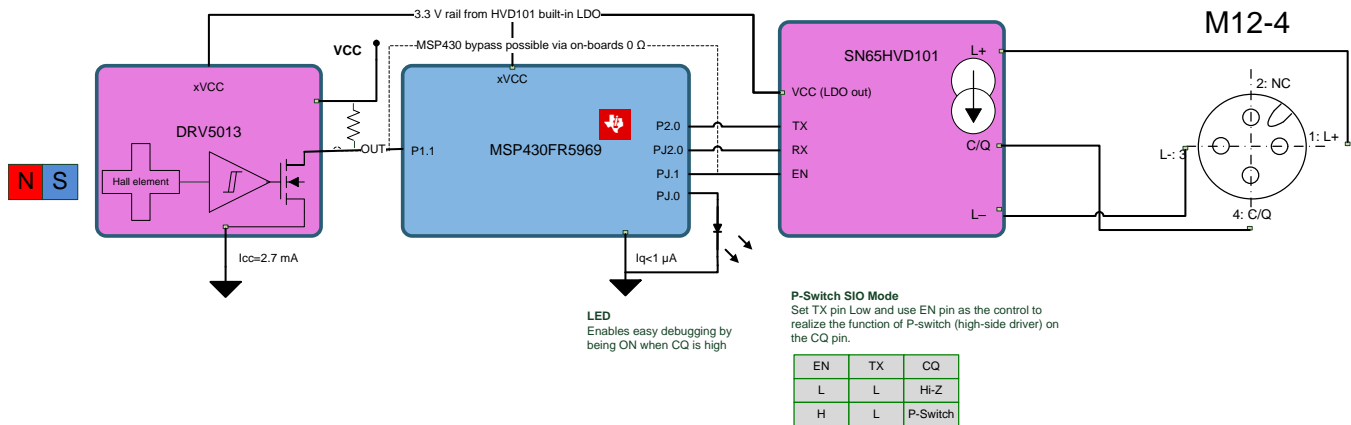 3.3 V rail from HVD101 built-in LDO
M12-4
VCC
MSP430 bypass possible via on-boards 0 Ω
xVCC
DRV5013
Hall element
OUT
N S
Icc=2.7 mA
xVCC
P1.1
MSP430FR5969
P2.0
PJ2.0
PJ.1
PJ.0
Iq<1 µA
LED
Enables easy debugging by
being ON when CQ is high
SN65HVD101
L+
VCC (LDO out)
TX
RX
EN
C/Q
L–
2: NC
1: L+
L-: 3
4: C/Q
P-Switch SIO Mode
Set TX pin Low and use EN pin as the control to
realize the function of P-switch (high-side driver) on
the CQ pin.
EN TX CQ
L L Hi-Z
H L P-Switch